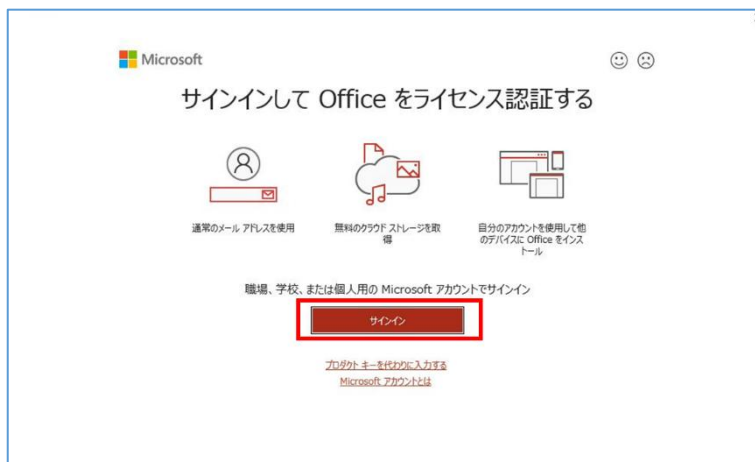 Microsoft
サインインして Office をライセンス認証する
通常のメール アドレスを使用
無料のクラウド ストレージを取
得
自分のアカウントを使用して他
のデバイスに Office をインス
トール
職場、学校、または個人用の Microsoft アカウントでサインイン
サインイン
プロダクト キーを代わりに入力する
Microsoft アカウントとは